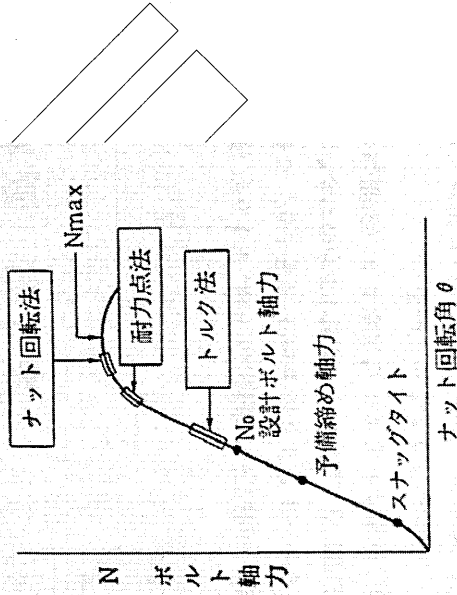 ナット回転法
Nmax
耐力点法
トルク法
N₀
設計ボルト軸力
予備締め軸力
スナッグタイト
N
ボルト軸力
ナット回転角 θ